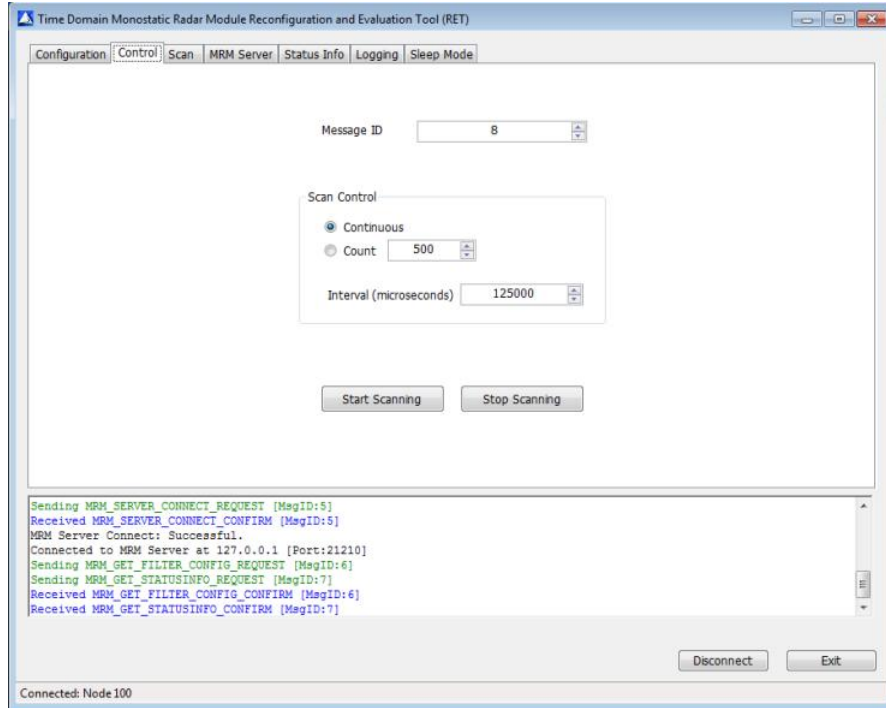 Time Domain Monostatic Radar Module Reconfiguration and Evaluation Tool (RET)
Configuration Control Scan MRM Server Status Info Logging Sleep Mode
Message ID 8
Scan Control
Continuous
Count 500
Interval (microseconds) 125000
Start Scanning Stop Scanning
Sending MRM_SERVER_CONNECT_REQUEST [MsgID:5]
Received MRM_SERVER_CONNECT_CONFIRM [MsgID:5]
MRM Server Connect: Successful.
Connected to MRM Server at 127.0.0.1 [Port:21210]
Sending MRM_GET_FILTER_CONFIG_REQUEST [MsgID:6]
Sending MRM_GET_STATUSINFO_REQUEST [MsgID:7]
Received MRM_GET_FILTER_CONFIG_CONFIRM [MsgID:6]
Received MRM_GET_STATUSINFO_CONFIRM [MsgID:7]
Disconnect Exit
Connected: Node 100